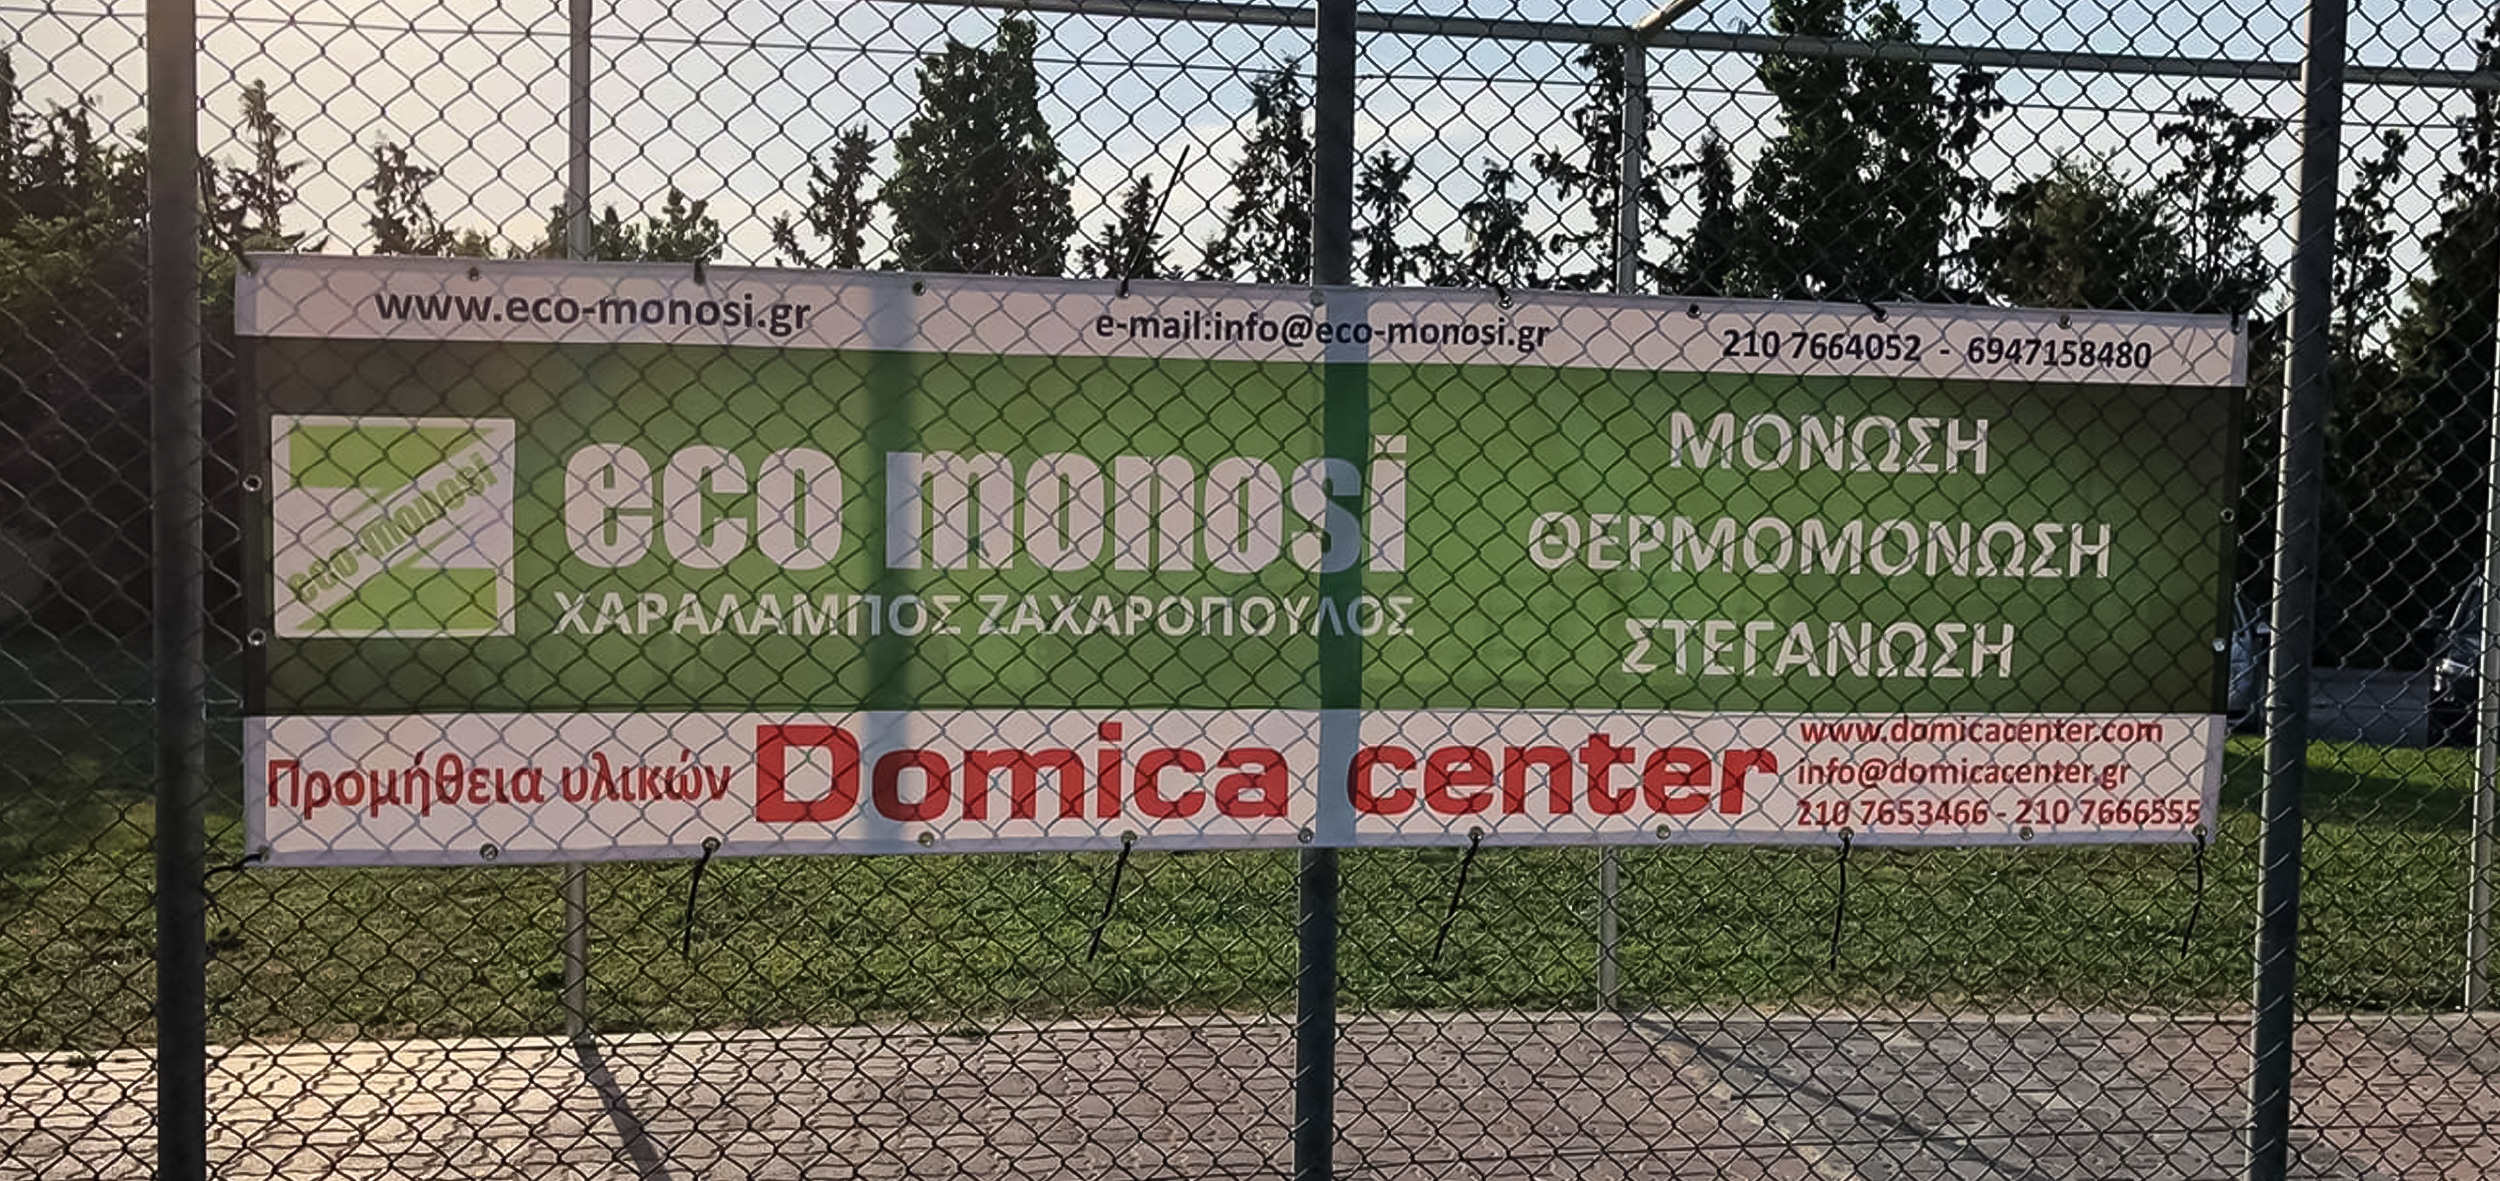 www.eco-monosi.gr
e-mail:info@eco-monosi.gr
210 7664052 - 6947158480
eco-monosi
eco monosi
ΧΑΡΑΛΑΜΠΟΣ ΖΑΧΑΡΟΠΟΥΛΟΣ
ΜΟΝΩΣΗ
ΘΕΡΜΟΜΟΝΩΣΗ
ΣΤΕΓΑΝΩΣΗ
Προμήθεια υλικών
Domica center
www.domicacenter.com
info@domicacenter.gr
210 7653466 - 210 7666555